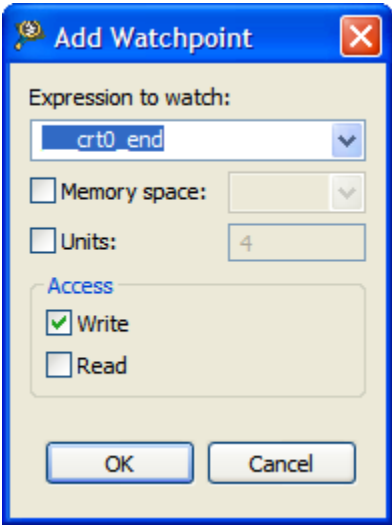 Add Watchpoint
Expression to watch:
__crt0_end
Memory space:
Units: 4
Access
Write
Read
OK Cancel